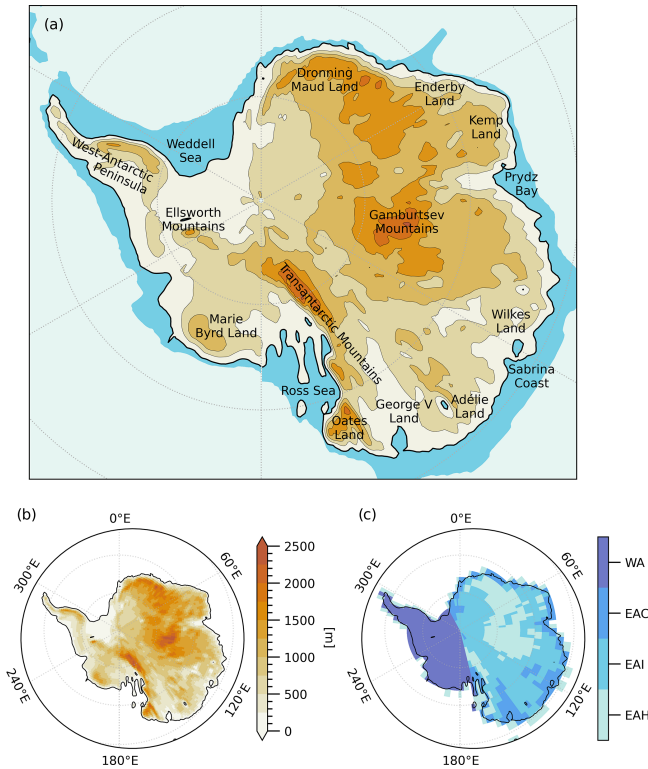 (a)
Dronning
Maud Land
Enderby
Land
Kemp
Land
Weddell
Sea
West-Antarctic
Peninsula
Prydz
Bay
Ellsworth
Mountains
Gamburtsev
Mountains
Transantarctic Mountains
Marie
Byrd Land
Wilkes
Land
Sabrina
Coast
Ross Sea
George V
Land
Adélie
Land
Oates
Land
(b)
0°E
60°E
120°E
180°E
240°E
300°E
2500
2000
1500
1000
500
0
[m]
(c)
0°E
60°E
120°E
180°E
240°E
300°E
WA
EAC
EAI
EAH